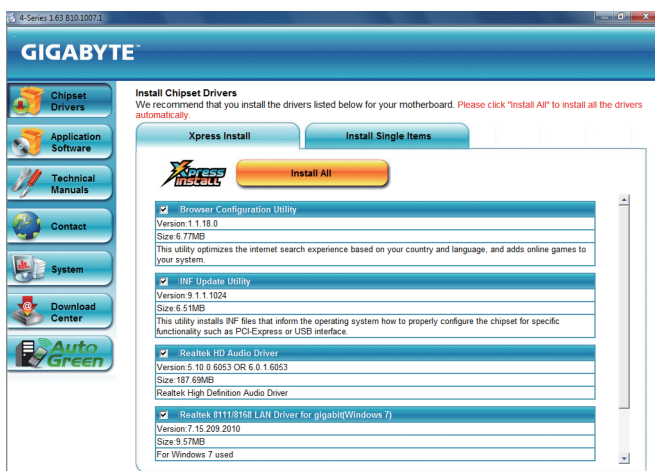 4-Series 1.63 B10.1007.1
GIGABYTE™
Chipset
Drivers
Application
Software
Technical
Manuals
Contact
System
Download
Center
Auto
Green
Install Chipset Drivers
We recommend that you install the drivers listed below for your motherboard. Please click "Install All" to install all the drivers
automatically.
Xpress Install
Install Single Items
Xpress
Install
Install All
Browser Configuration Utility
Version:1.1.18.0
Size:6.77MB
This utility optimizes the internet search experience based on your country and language, and adds online games to
your system.
INF Update Utility
Version:9.1.1.1024
Size:6.51MB
This utility installs INF files that inform the operating system how to properly configure the chipset for specific
functionality such as PCI-Express or USB interface.
Realtek HD Audio Driver
Version:5.10.0.6053 OR 6.0.1.6053
Size:187.69MB
Realtek High Definition Audio Driver
Realtek 8111/8168 LAN Driver for gigabit(Windows 7)
Version:7.15.209.2010
Size:9.57MB
For Windows 7 used